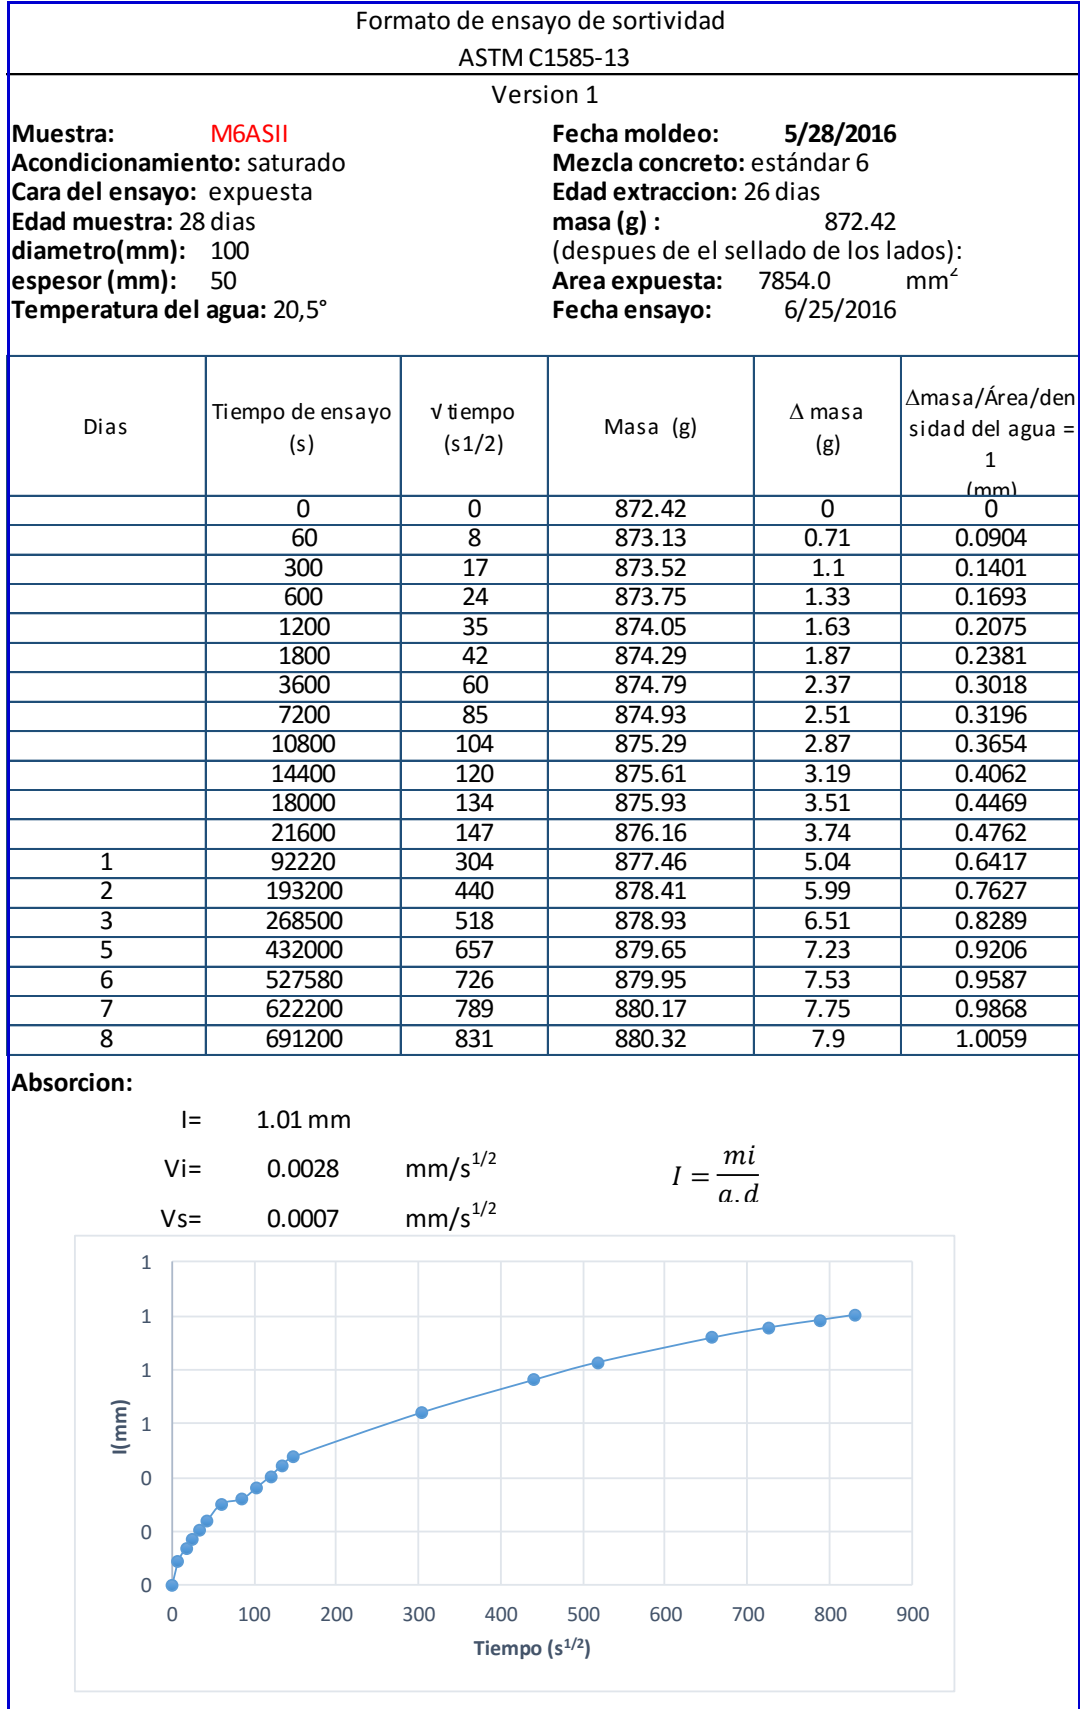 Formato de ensayo de sortividad
ASTM C1585-13
Version 1
Muestra: M6ASII Fecha moldeo: 5/28/2016
Acondicionamiento: saturado Mezcla concreto: estándar 6
Cara del ensayo: expuesta Edad extraccion: 26 dias
Edad muestra: 28 dias masa (g) : 872.42
diametro(mm): 100 (despues de el sellado de los lados):
espesor (mm): 50 Area expuesta: 7854.0 mm²
Temperatura del agua: 20,5° Fecha ensayo: 6/25/2016
Dias Tiempo de ensayo (s) √ tiempo (s1/2) Masa (g) Δ masa (g) Δmasa/Área/den sidad del agua = 1 (mm)
0 0 872.42 0 0
60 8 873.13 0.71 0.0904
300 17 873.52 1.1 0.1401
600 24 873.75 1.33 0.1693
1200 35 874.05 1.63 0.2075
1800 42 874.29 1.87 0.2381
3600 60 874.79 2.37 0.3018
7200 85 874.93 2.51 0.3196
10800 104 875.29 2.87 0.3654
14400 120 875.61 3.19 0.4062
18000 134 875.93 3.51 0.4469
21600 147 876.16 3.74 0.4762
1 92220 304 877.46 5.04 0.6417
2 193200 440 878.41 5.99 0.7627
3 268500 518 878.93 6.51 0.8289
5 432000 657 879.65 7.23 0.9206
6 527580 726 879.95 7.53 0.9587
7 622200 789 880.17 7.75 0.9868
8 691200 831 880.32 7.9 1.0059
Absorcion:
I= 1.01 mm
Vi= 0.0028 mm/s^1/2 I = mi/a.d
Vs= 0.0007 mm/s^1/2
1
1
1
1
0
0
0
I(mm)
0 100 200 300 400 500 600 700 800 900
Tiempo (s^1/2)